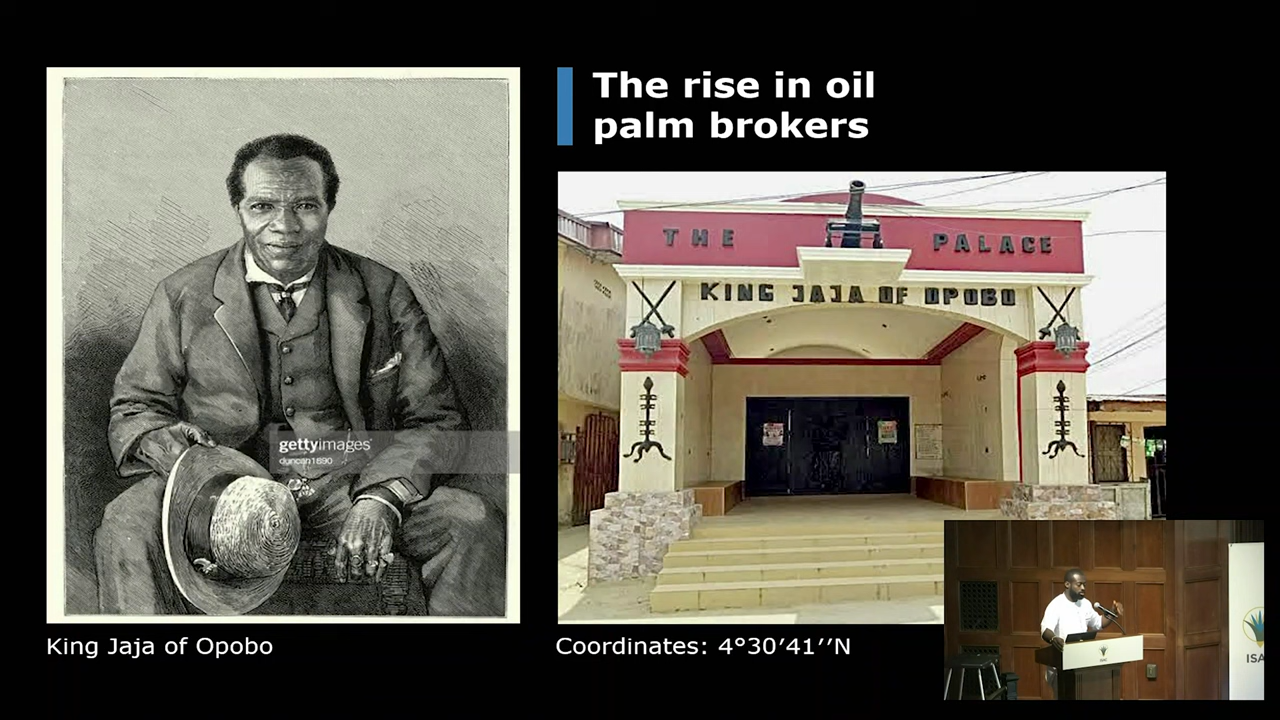 The rise in oil
palm brokers
THE PALACE
KING JAJA OF OPOBO
gettyimages®
duncan1890
King Jaja of Opobo
Coordinates: 4°30’41’’N
ISA